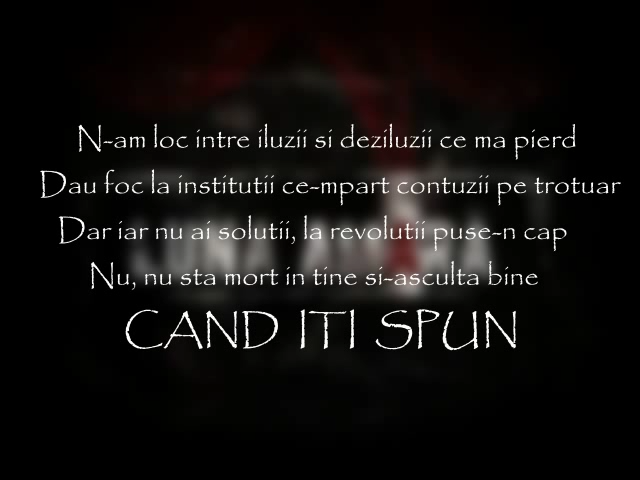 N-am loc intre iluzii si deziluzii ce ma pierd
Dau foc la institutii ce-mpart contuzii pe trotuar
Dar iar nu ai solutii, la revolutii puse-n cap
Nu, nu sta mort in tine si-asculta bine
CAND ITI SPUN